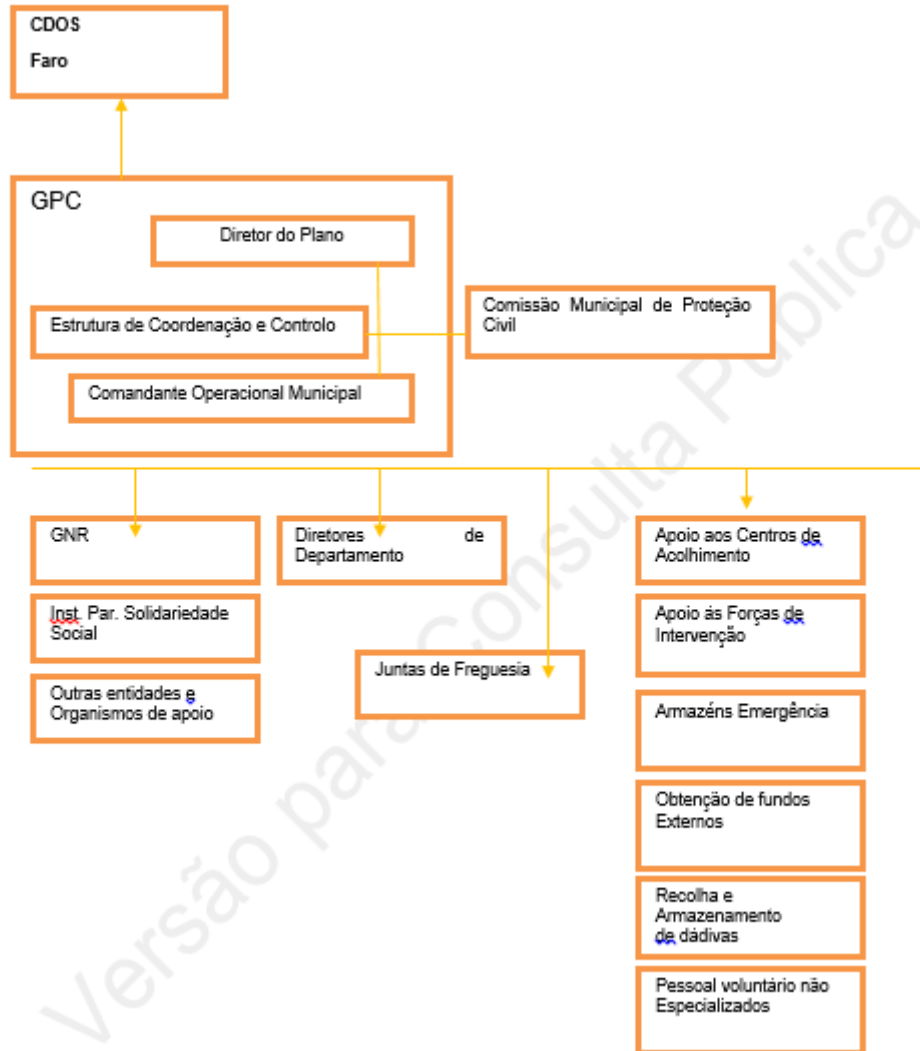 CDOS
Faro
GPC
Diretor do Plano
Estrutura de Coordenação e Controlo
Comissão Municipal de Proteção
Civil
Comandante Operacional Municipal
GNR
Inst. Par. Solidariedade
Social
Outras entidades e
Organismos de apoio
Diretores de
Departamento
Juntas de Freguesia
Apoio aos Centros de
Acolhimento
Apoio ás Forças de
Intervenção
Armazéns Emergência
Obtenção de fundos
Externos
Recolha e
Armazenamento
de dádivas
Pessoal voluntário não
Especializados
Versão para Consulta Pública